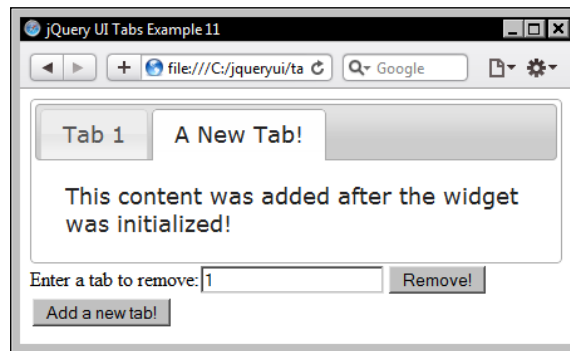 jQuery UI Tabs Example 11
file:///C:/jqueryui/ta Google
Tab 1 A New Tab!
This content was added after the widget
was initialized!
Enter a tab to remove: 1 Remove!
Add a new tab!